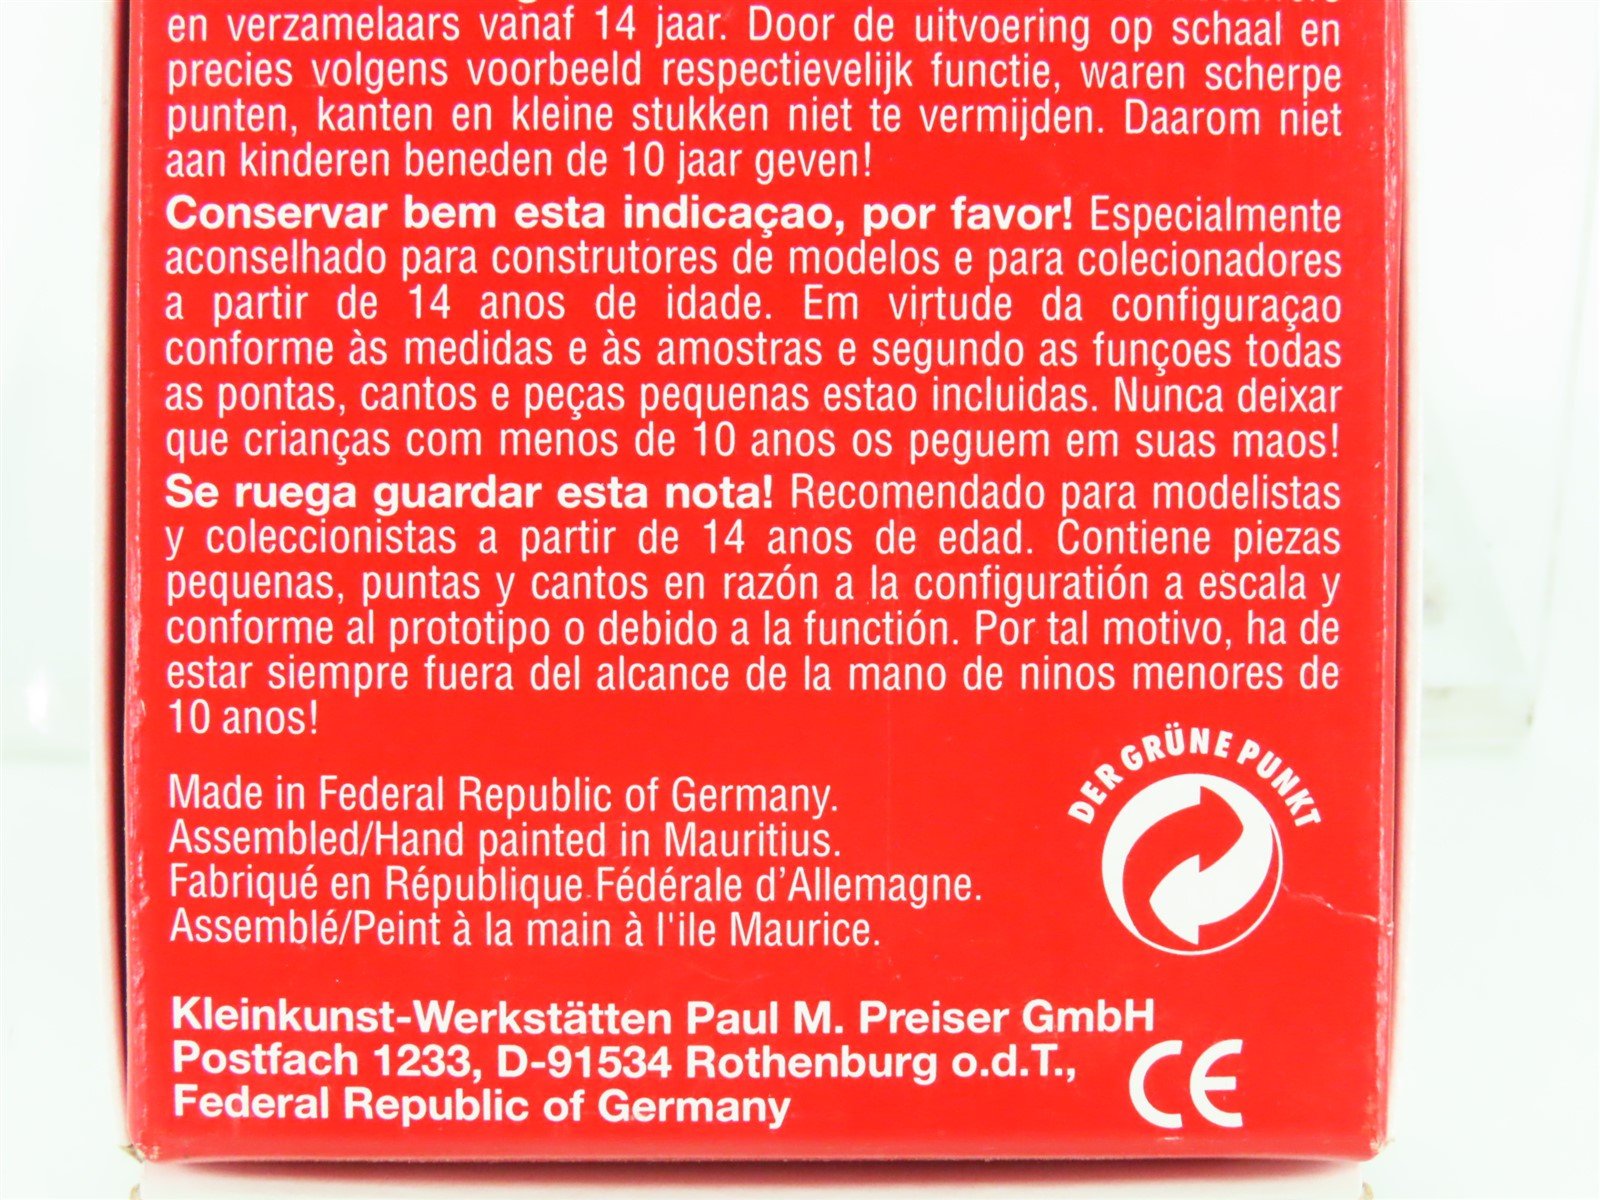 en verzamelaars vanaf 14 jaar. Door de uitvoering op schaal en
precies volgens voorbeeld respectievelijk functie, waren scherpe
punten, kanten en kleine stukken niet te vermijden. Daarom niet
aan kinderen beneden de 10 jaar geven!
Conservar bem esta indicaçao, por favor! Especialmente
aconselhado para construtores de modelos e para colecionadores
a partir de 14 anos de idade. Em virtude da configuraçao
conforme às medidas e às amostras e segundo as funçoes todas
as pontas, cantos e peças pequenas estao incluidas. Nunca deixar
que crianças com menos de 10 anos os peguem em suas maos!
Se ruega guardar esta nota! Recomendado para modelistas
y coleccionistas a partir de 14 anos de edad. Contiene piezas
pequenas, puntas y cantos en razón a la configuratión a escala y
conforme al prototipo o debido a la functión. Por tal motivo, ha de
estar siempre fuera del alcance de la mano de ninos menores de
10 anos!
DER GRÜNE PUNKT
Made in Federal Republic of Germany.
Assembled/Hand painted in Mauritius.
Fabriqué en République Fédérale d'Allemagne.
Assemblé/Peint à la main à l'ile Maurice.
Kleinkunst-Werkstätten Paul M. Preiser GmbH
Postfach 1233, D-91534 Rothenburg o.d.T.,
Federal Republic of Germany
CE